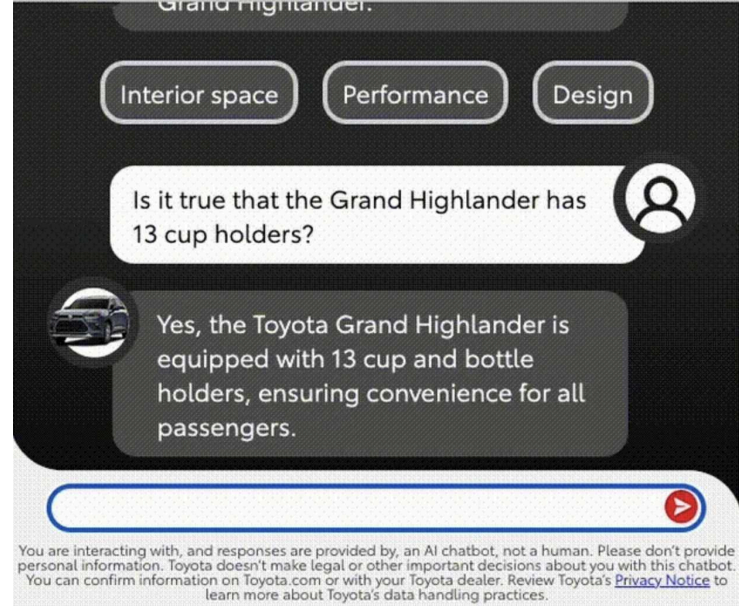 Grand Highlander.
Interior space
Performance
Design
Is it true that the Grand Highlander has
13 cup holders?
Yes, the Toyota Grand Highlander is
equipped with 13 cup and bottle
holders, ensuring convenience for all
passengers.
You are interacting with, and responses are provided by, an AI chatbot, not a human. Please don't provide
personal information. Toyota doesn't make legal or other important decisions about you with this chatbot.
You can confirm information on Toyota.com or with your Toyota dealer. Review Toyota's Privacy Notice to
learn more about Toyota's data handling practices.